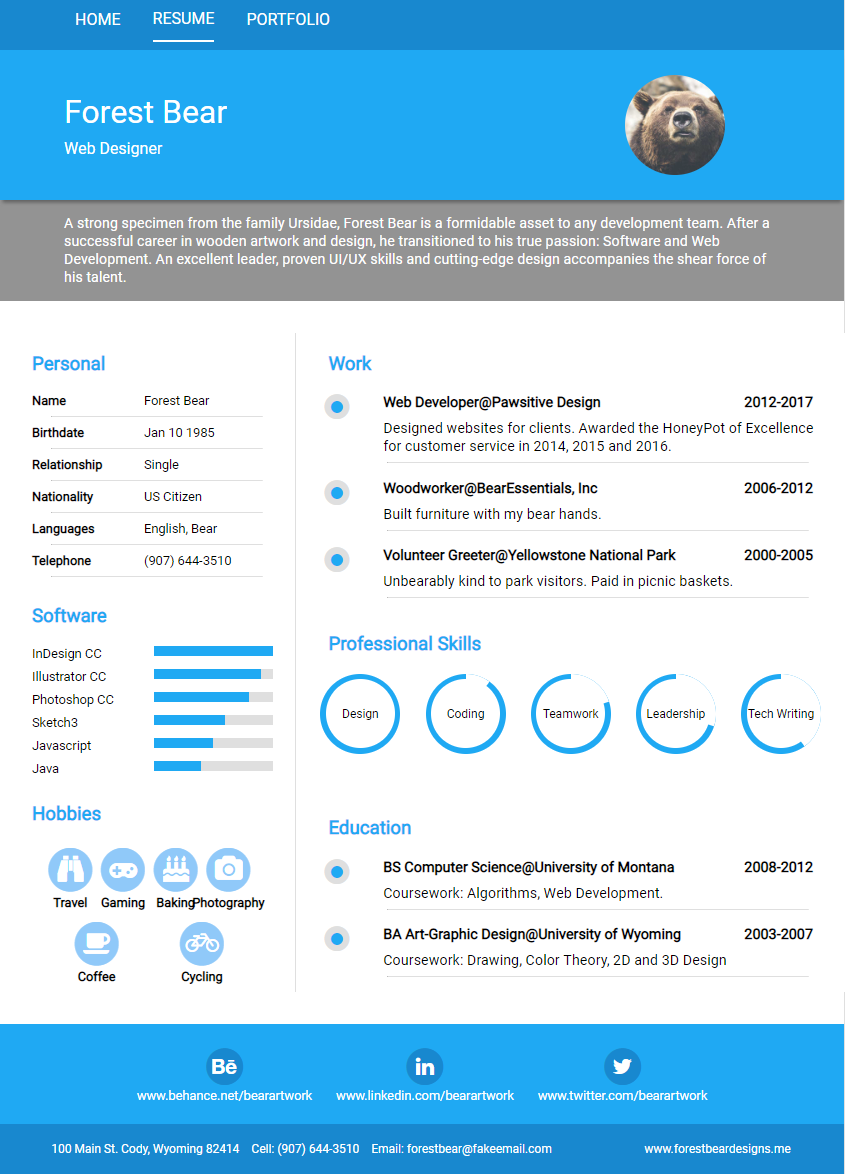 HOME RESUME PORTFOLIO
Forest Bear
Web Designer
A strong specimen from the family Ursidae, Forest Bear is a formidable asset to any development team. After a
successful career in wooden artwork and design, he transitioned to his true passion: Software and Web
Development. An excellent leader, proven UI/UX skills and cutting-edge design accompanies the shear force of
his talent.
Personal
Name Forest Bear
Birthdate Jan 10 1985
Relationship Single
Nationality US Citizen
Languages English, Bear
Telephone (907) 644-3510
Software
InDesign CC
Illustrator CC
Photoshop CC
Sketch3
Javascript
Java
Hobbies
Travel Gaming Baking Photography
Coffee Cycling
Work
Web Developer@Pawsitive Design 2012-2017
Designed websites for clients. Awarded the HoneyPot of Excellence
for customer service in 2014, 2015 and 2016.
Woodworker@BearEssentials, Inc 2006-2012
Built furniture with my bear hands.
Volunteer Greeter@Yellowstone National Park 2000-2005
Unbearably kind to park visitors. Paid in picnic baskets.
Professional Skills
Design Coding Teamwork Leadership Tech Writing
Education
BS Computer Science@University of Montana 2008-2012
Coursework: Algorithms, Web Development.
BA Art-Graphic Design@University of Wyoming 2003-2007
Coursework: Drawing, Color Theory, 2D and 3D Design
Bē in
www.behance.net/bearartwork www.linkedin.com/bearartwork www.twitter.com/bearartwork
100 Main St. Cody, Wyoming 82414 Cell: (907) 644-3510 Email: forestbear@fakeemail.com www.forestbeardesigns.me